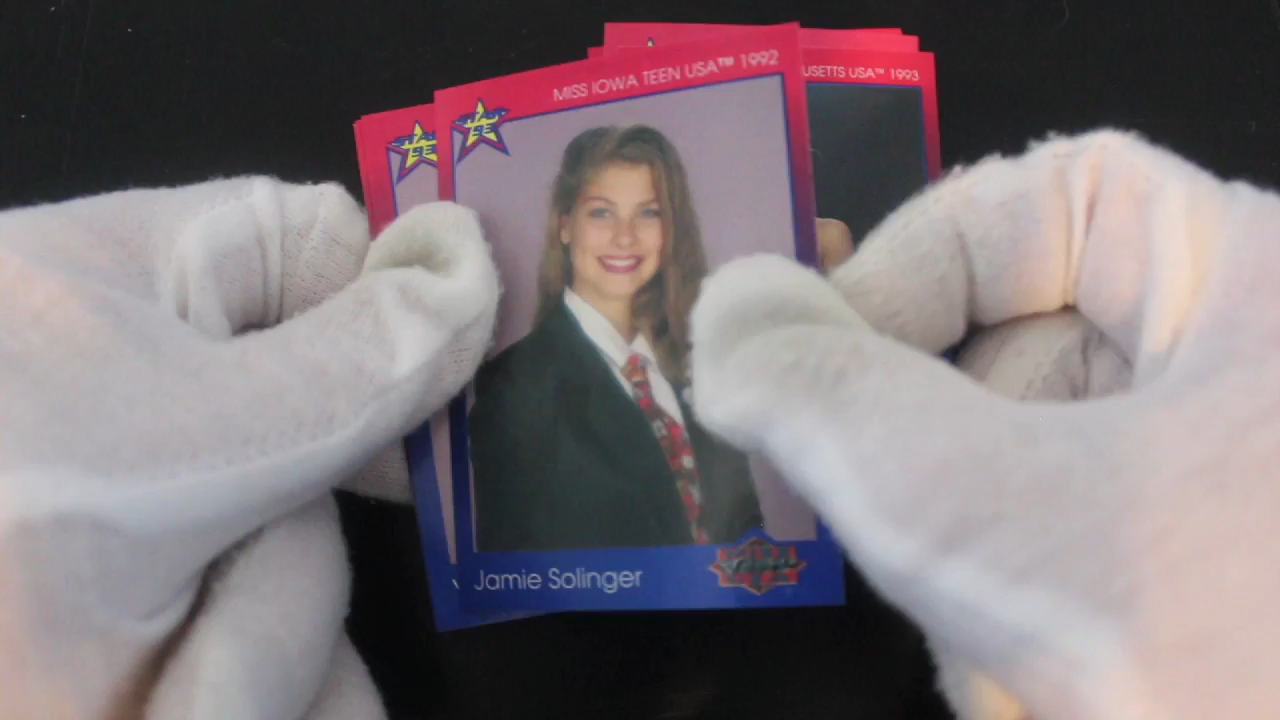 MISS IOWA TEEN USA™ 1992
USETTS USA™ 1993
Jamie Solinger